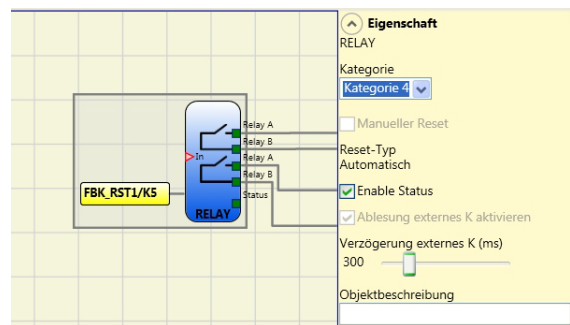 Eigenschaft
RELAY
Kategorie
Kategorie 4
Manueller Reset
Reset-Typ
Automatisch
Enable Status
Ablesung externes K aktivieren
Verzögerung externes K (ms)
300
Objektbeschreibung
Relay A
Relay B
In
Relay A
Relay B
Status
FBK_RST1/K5
RELAY